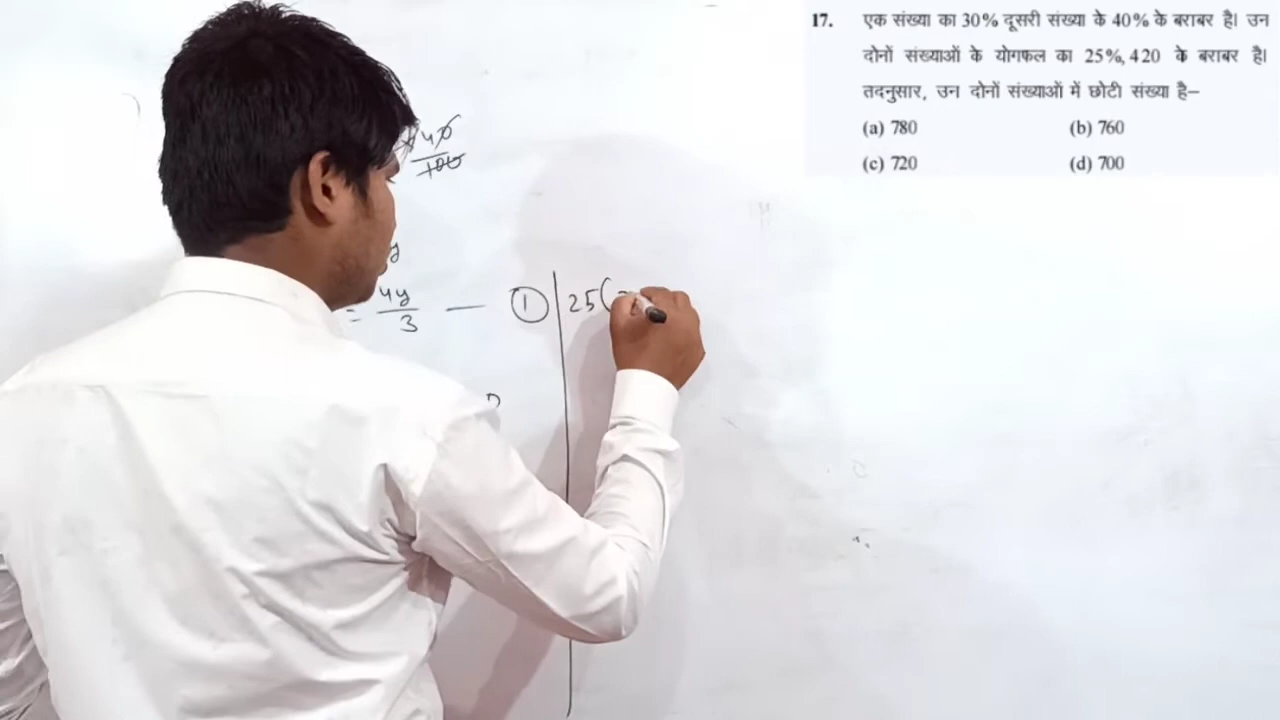 17. एक संख्या का 30% दूसरी संख्या के 40% के बराबर है। उन
दोनों संख्याओं के योगफल का 25%, 420 के बराबर है।
तदनुसार, उन दोनों संख्याओं में छोटी संख्या है–
(a) 780 (b) 760
(c) 720 (d) 700
40
100
= 4y/3 — ① 25(